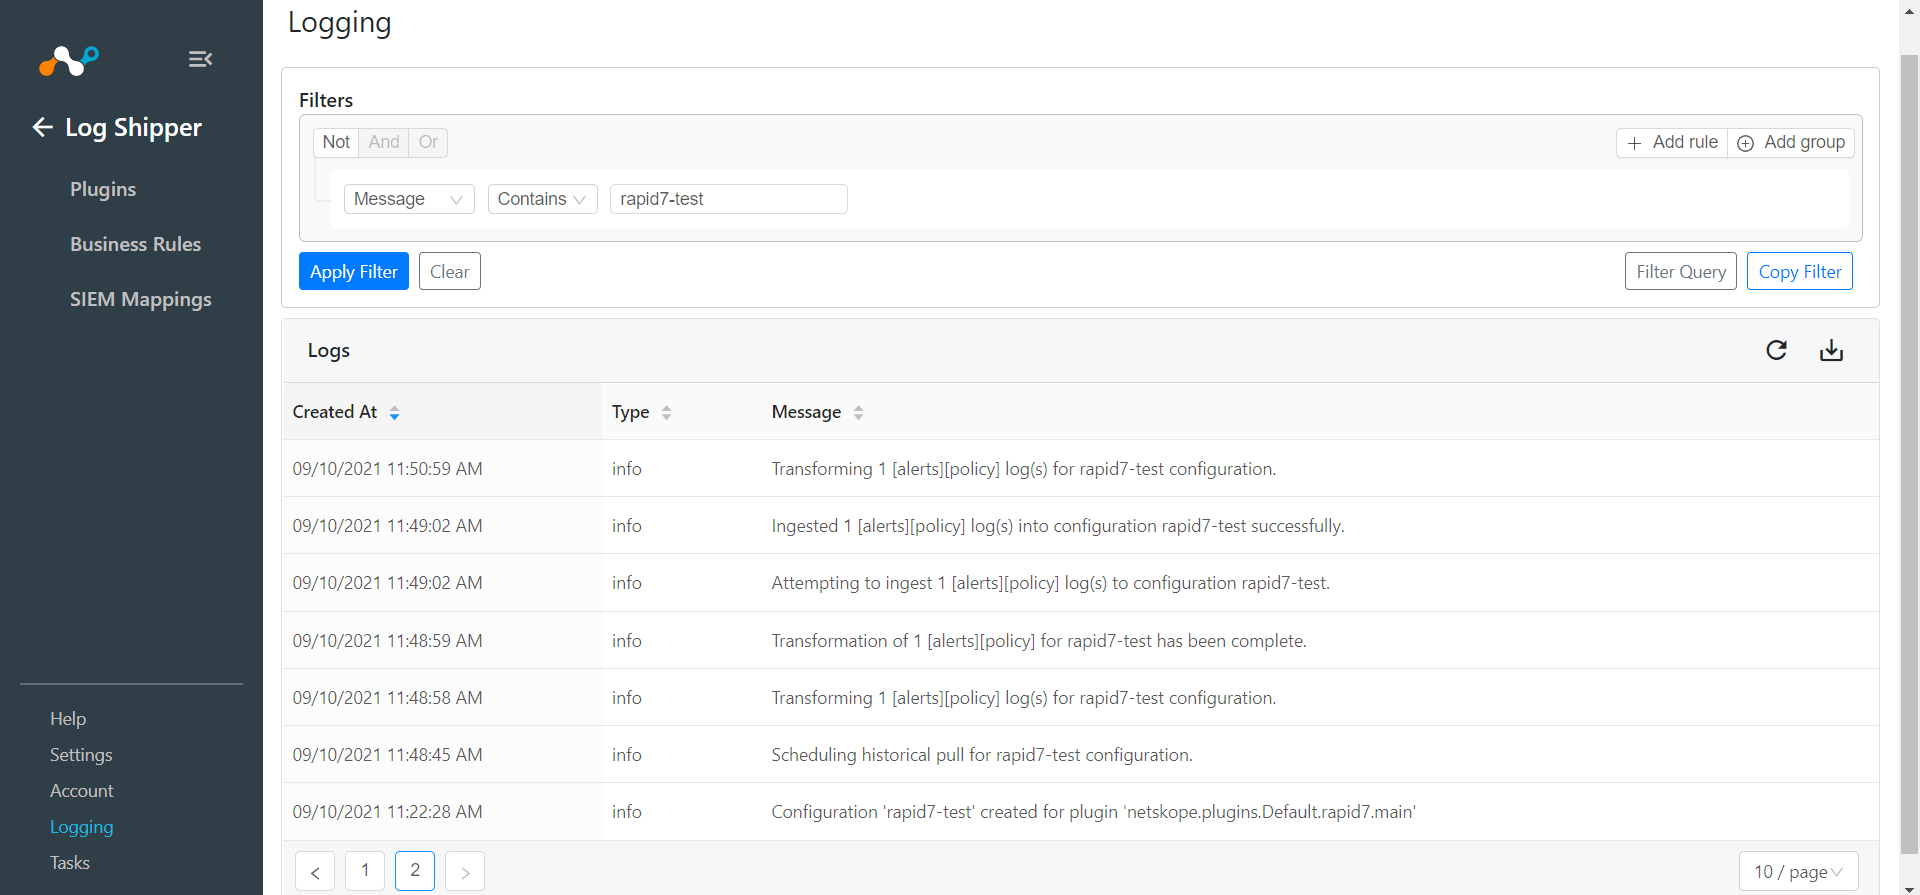 Logging
Log Shipper
Plugins
Business Rules
SIEM Mappings
Help
Settings
Account
Logging
Tasks
Filters
Not And Or Add rule Add group
Message Contains rapid7-test
Apply Filter Clear Filter Query Copy Filter
Logs
Created At Type Message
09/10/2021 11:50:59 AM info Transforming 1 [alerts][policy] log(s) for rapid7-test configuration.
09/10/2021 11:49:02 AM info Ingested 1 [alerts][policy] log(s) into configuration rapid7-test successfully.
09/10/2021 11:49:02 AM info Attempting to ingest 1 [alerts][policy] log(s) to configuration rapid7-test.
09/10/2021 11:48:59 AM info Transformation of 1 [alerts][policy] for rapid7-test has been complete.
09/10/2021 11:48:58 AM info Transforming 1 [alerts][policy] log(s) for rapid7-test configuration.
09/10/2021 11:48:45 AM info Scheduling historical pull for rapid7-test configuration.
09/10/2021 11:22:28 AM info Configuration 'rapid7-test' created for plugin 'netskope.plugins.Default.rapid7.main'
< 1 2 > 10 / page